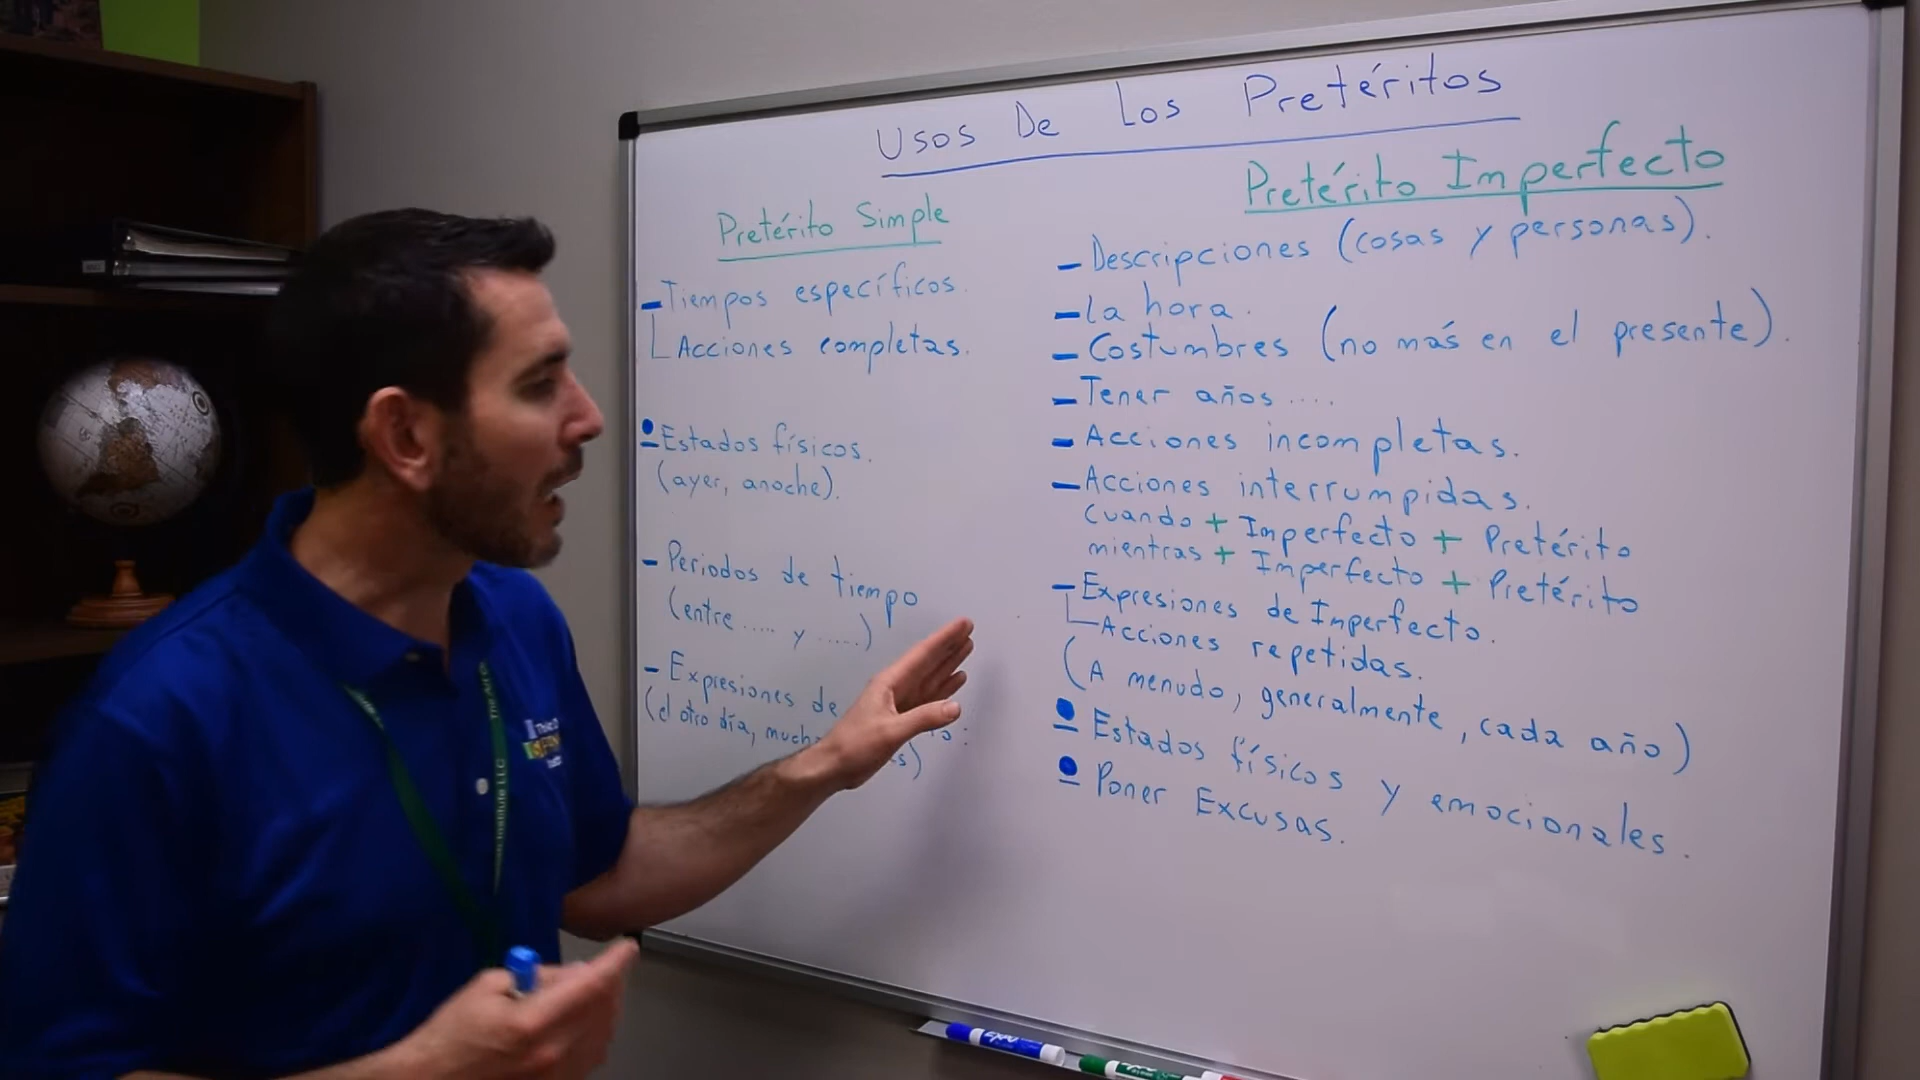 Usos De Los Pretéritos
Pretérito Simple
- Tiempos específicos.
Acciones completas.
Estados físicos.
(ayer, anoche).
- Periodos de tiempo
(entre ..... y ......)
- Expresiones de
(el otro día,
Pretérito Imperfecto
- Descripciones (cosas y personas).
- La hora.
- Costumbres (no más en el presente).
- Tener años ....
- Acciones incompletas.
- Acciones interrumpidas.
Cuando + Imperfecto + Pretérito
mientras + Imperfecto + Pretérito
- Expresiones de Imperfecto.
Acciones repetidas.
(A menudo, generalmente, cada año)
Estados físicos y emocionales.
Poner Excusas.
Institute LLC
EXPO